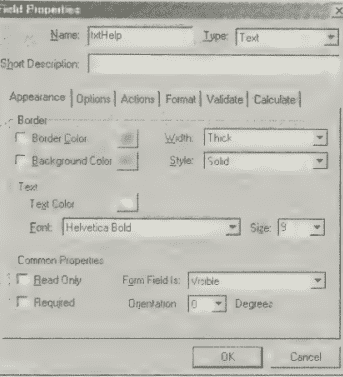 Field Properties
Name: txtHelp Type: Text
Short Description:
Appearance Options Actions Format Validate Calculate
Border
Border Color Width: Thick
Background Color Style: Solid
Text
Text Color
Font: Helvetica Bold Size: 9
Common Properties
Read Only Form Field Is: Visible
Required Orientation: 0 Degrees
OK Cancel